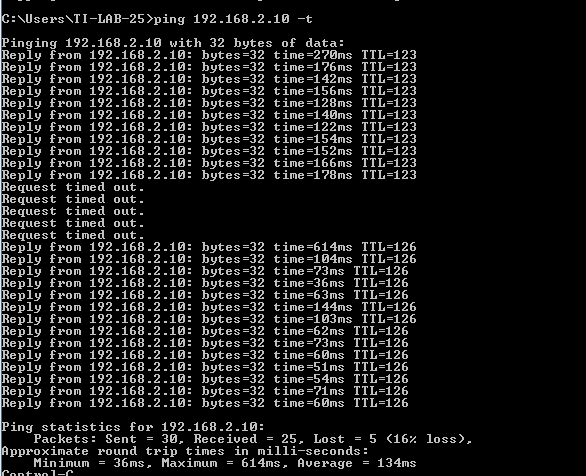 C:\Users\TI-LAB-25>ping 192.168.2.10 -t
Pinging 192.168.2.10 with 32 bytes of data:
Reply from 192.168.2.10: bytes=32 time=270ms TTL=123
Reply from 192.168.2.10: bytes=32 time=176ms TTL=123
Reply from 192.168.2.10: bytes=32 time=142ms TTL=123
Reply from 192.168.2.10: bytes=32 time=156ms TTL=123
Reply from 192.168.2.10: bytes=32 time=128ms TTL=123
Reply from 192.168.2.10: bytes=32 time=140ms TTL=123
Reply from 192.168.2.10: bytes=32 time=122ms TTL=123
Reply from 192.168.2.10: bytes=32 time=154ms TTL=123
Reply from 192.168.2.10: bytes=32 time=152ms TTL=123
Reply from 192.168.2.10: bytes=32 time=166ms TTL=123
Reply from 192.168.2.10: bytes=32 time=178ms TTL=123
Request timed out.
Request timed out.
Request timed out.
Request timed out.
Request timed out.
Reply from 192.168.2.10: bytes=32 time=614ms TTL=126
Reply from 192.168.2.10: bytes=32 time=104ms TTL=126
Reply from 192.168.2.10: bytes=32 time=73ms TTL=126
Reply from 192.168.2.10: bytes=32 time=36ms TTL=126
Reply from 192.168.2.10: bytes=32 time=63ms TTL=126
Reply from 192.168.2.10: bytes=32 time=144ms TTL=126
Reply from 192.168.2.10: bytes=32 time=103ms TTL=126
Reply from 192.168.2.10: bytes=32 time=62ms TTL=126
Reply from 192.168.2.10: bytes=32 time=73ms TTL=126
Reply from 192.168.2.10: bytes=32 time=60ms TTL=126
Reply from 192.168.2.10: bytes=32 time=51ms TTL=126
Reply from 192.168.2.10: bytes=32 time=54ms TTL=126
Reply from 192.168.2.10: bytes=32 time=71ms TTL=126
Reply from 192.168.2.10: bytes=32 time=60ms TTL=126
Ping statistics for 192.168.2.10:
Packets: Sent = 30, Received = 25, Lost = 5 (16% loss),
Approximate round trip times in milli-seconds:
Minimum = 36ms, Maximum = 614ms, Average = 134ms
Control-C